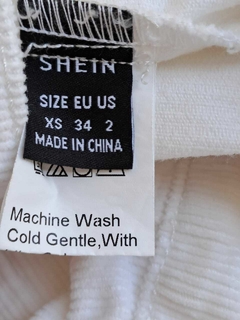 SHEIN
SIZE EU US
XS 34 2
MADE IN CHINA
Machine Wash
Cold Gentle,With